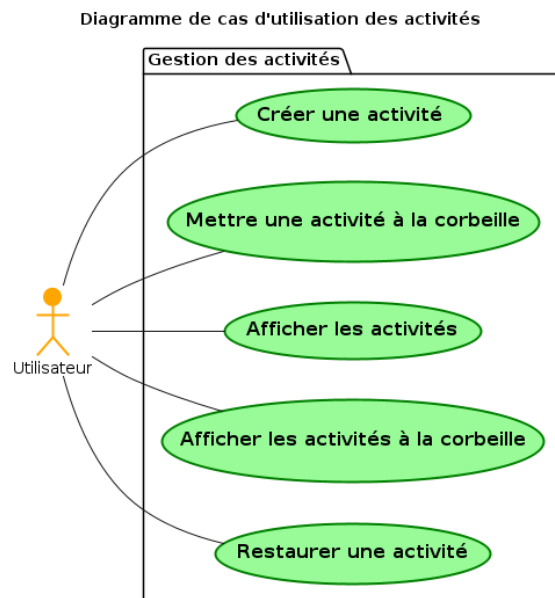 Diagramme de cas d'utilisation des activités
Gestion des activités
Créer une activité
Mettre une activité à la corbeille
Afficher les activités
Utilisateur
Afficher les activités à la corbeille
Restaurer une activité